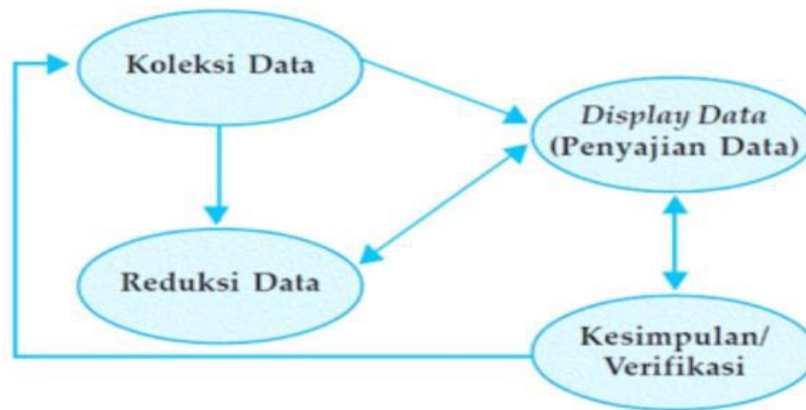 Koleksi Data
Display Data
(Penyajian Data)
Reduksi Data
Kesimpulan/
Verifikasi